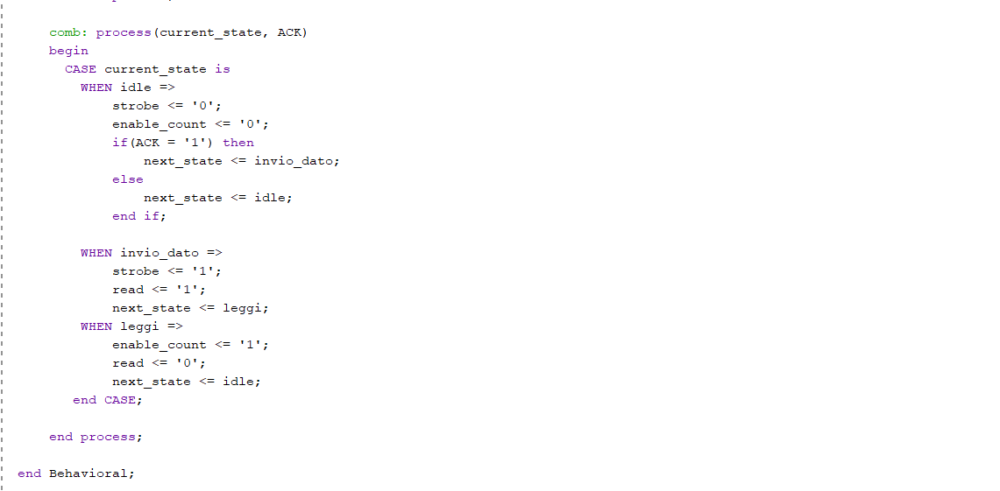 comb: process(current_state, ACK)
begin
CASE current_state is
WHEN idle =>
strobe <= '0';
enable_count <= '0';
if(ACK = '1') then
next_state <= invio_dato;
else
next_state <= idle;
end if;
WHEN invio_dato =>
strobe <= '1';
read <= '1';
next_state <= leggi;
WHEN leggi =>
enable_count <= '1';
read <= '0';
next_state <= idle;
end CASE;
end process;
end Behavioral;